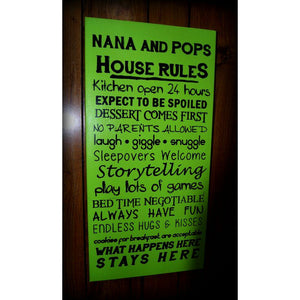 NANA AND POPS
HOUSE RULES
Kitchen open 24 hours
EXPECT TO BE SPOILED
DESSERT COMES FIRST
NO PARENTS ALLOWED
laugh • giggle • snuggle
Sleepovers Welcome
Storytelling
play lots of games
BED TIME NEGOTIABLE
ALWAYS HAVE FUN
ENDLESS HUGS & KISSES
cookies for breakfast are acceptable
WHAT HAPPENS HERE
STAYS HERE